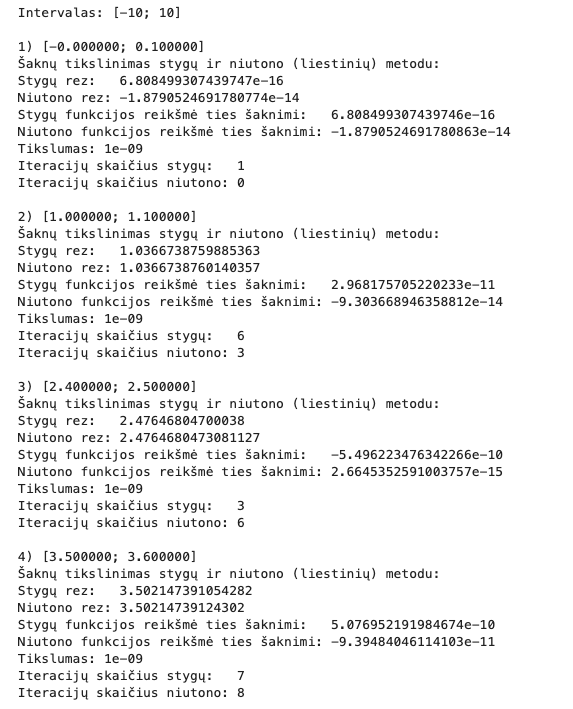 Intervalas: [-10; 10]
1) [-0.000000; 0.100000]
Šaknų tikslinimas stygų ir niutono (liestinių) metodu:
Stygų rez:   6.808499307439747e-16
Niutono rez: -1.8790524691780774e-14
Stygų funkcijos reikšmė ties šaknimi:   6.808499307439746e-16
Niutono funkcijos reikšmė ties šaknimi: -1.8790524691780863e-14
Tikslumas: 1e-09
Iteracijų skaičius stygų:   1
Iteracijų skaičius niutono: 0
2) [1.000000; 1.100000]
Šaknų tikslinimas stygų ir niutono (liestinių) metodu:
Stygų rez:   1.0366738759885363
Niutono rez: 1.0366738760140357
Stygų funkcijos reikšmė ties šaknimi:   2.968175705220233e-11
Niutono funkcijos reikšmė ties šaknimi: -9.303668946358812e-14
Tikslumas: 1e-09
Iteracijų skaičius stygų:   6
Iteracijų skaičius niutono: 3
3) [2.400000; 2.500000]
Šaknų tikslinimas stygų ir niutono (liestinių) metodu:
Stygų rez:   2.47646804700038
Niutono rez: 2.4764680473081127
Stygų funkcijos reikšmė ties šaknimi:   -5.496223476342266e-10
Niutono funkcijos reikšmė ties šaknimi: 2.6645352591003757e-15
Tikslumas: 1e-09
Iteracijų skaičius stygų:   3
Iteracijų skaičius niutono: 6
4) [3.500000; 3.600000]
Šaknų tikslinimas stygų ir niutono (liestinių) metodu:
Stygų rez:   3.502147391054282
Niutono rez: 3.50214739124302
Stygų funkcijos reikšmė ties šaknimi:   5.076952191984674e-10
Niutono funkcijos reikšmė ties šaknimi: -9.39484046114103e-11
Tikslumas: 1e-09
Iteracijų skaičius stygų:   7
Iteracijų skaičius niutono: 8